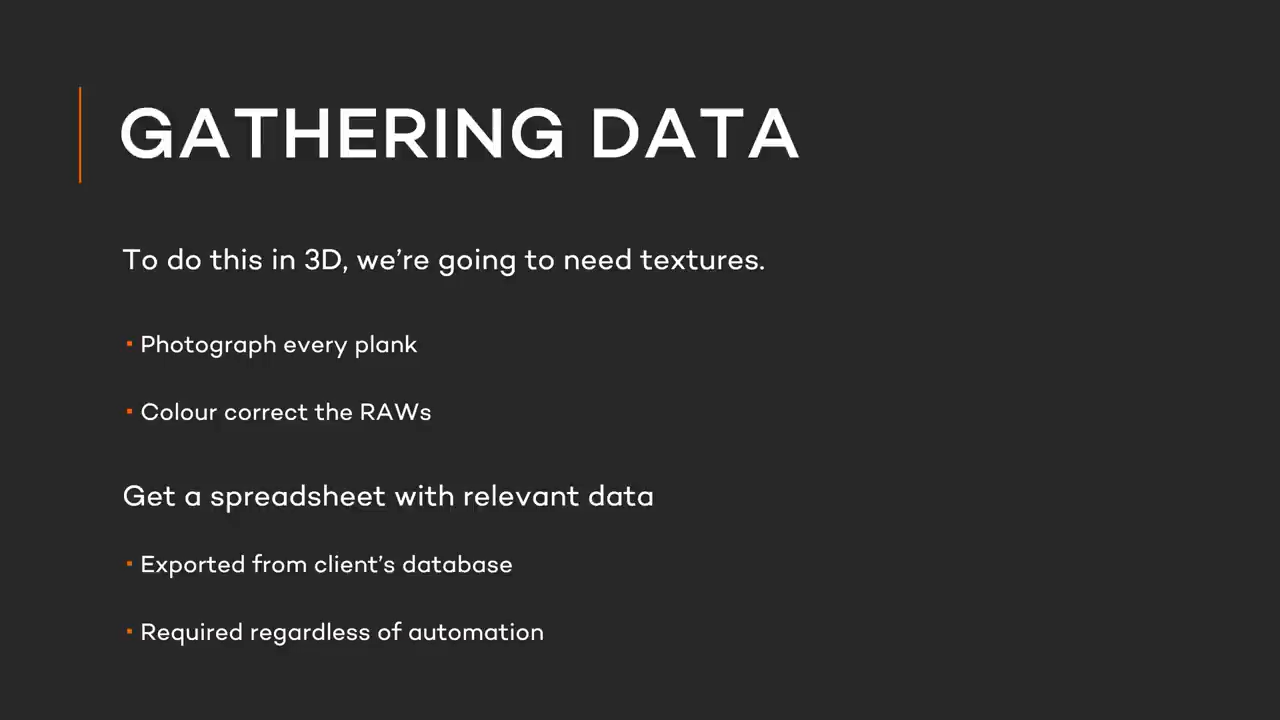 GATHERING DATA
To do this in 3D, we’re going to need textures.
▪ Photograph every plank
▪ Colour correct the RAWs
Get a spreadsheet with relevant data
▪ Exported from client’s database
▪ Required regardless of automation